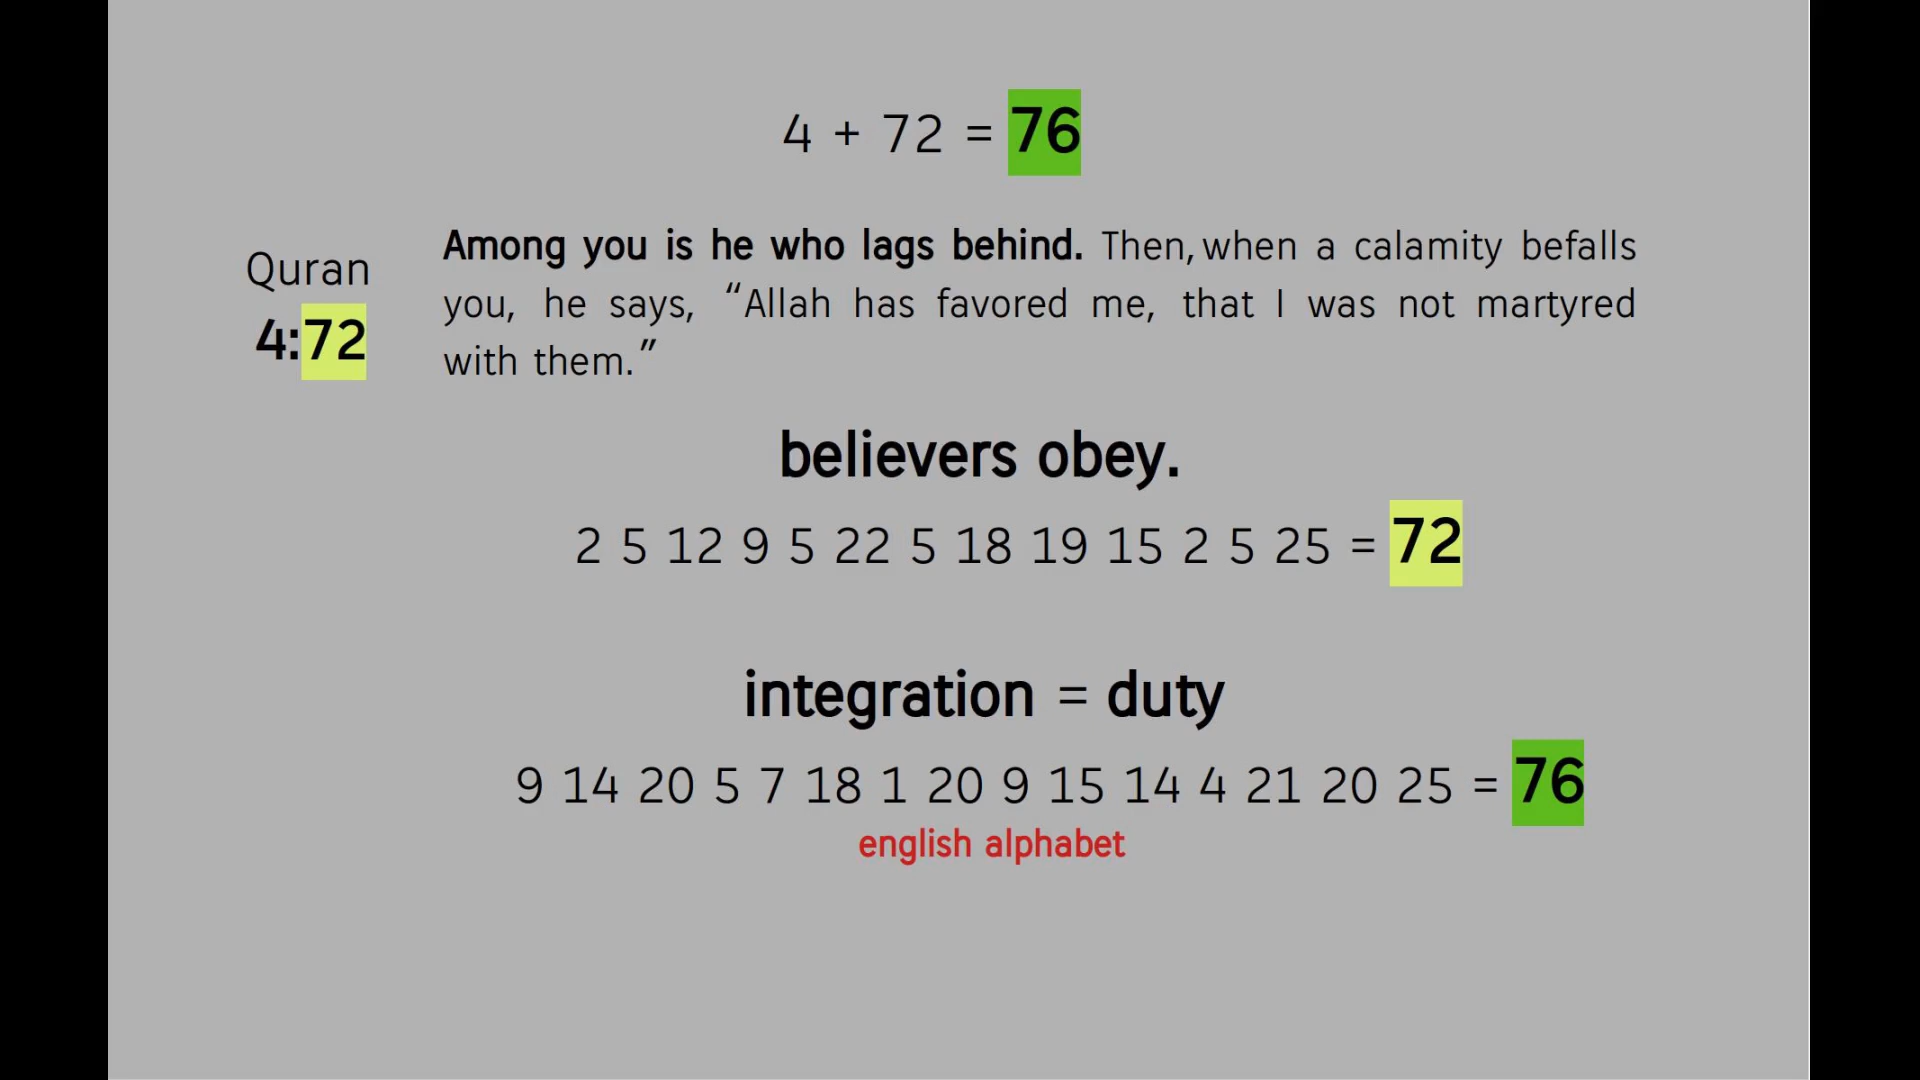 4 + 72 = 76
Quran
4:72
Among you is he who lags behind. Then, when a calamity befalls
you, he says, “Allah has favored me, that I was not martyred
with them.”
believers obey.
2 5 12 9 5 22 5 18 19 15 2 5 25 = 72
integration = duty
9 14 20 5 7 18 1 20 9 15 14 4 21 20 25 = 76
english alphabet